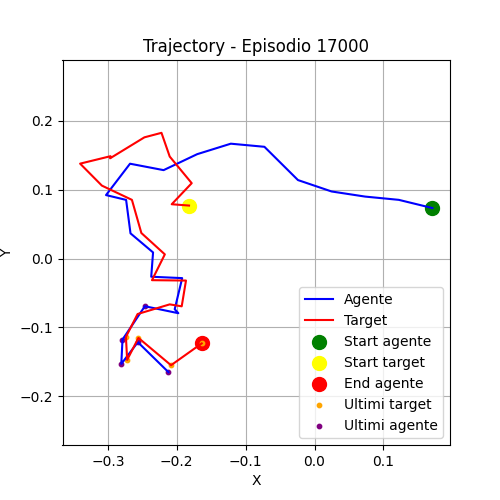 Trajectory - Episodio 17000
0.2
0.1
0.0
−0.1
−0.2
Y
−0.3
−0.2
−0.1
0.0
0.1
X
Agente
Target
Start agente
Start target
End agente
Ultimi target
Ultimi agente